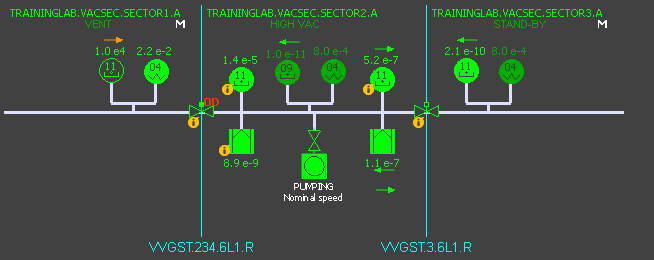 TRAININGLAB.VACSEC.SECTOR1.A
VENT
M
TRAININGLAB.VACSEC.SECTOR2.A
HIGH VAC
TRAININGLAB.VACSEC.SECTOR3.A
STAND-BY
M
1.0 e4
2.2 e-2
1.4 e-5
1.0 e-11
8.0 e-4
5.2 e-7
2.1e-10
8.0 e-4
11
04
11
09
04
11
11
04
OD
8.9 e-9
1.1 e-7
PUMPING
Nominal speed
VVGST.234.6L1.R
VVGST.3.6L1.R